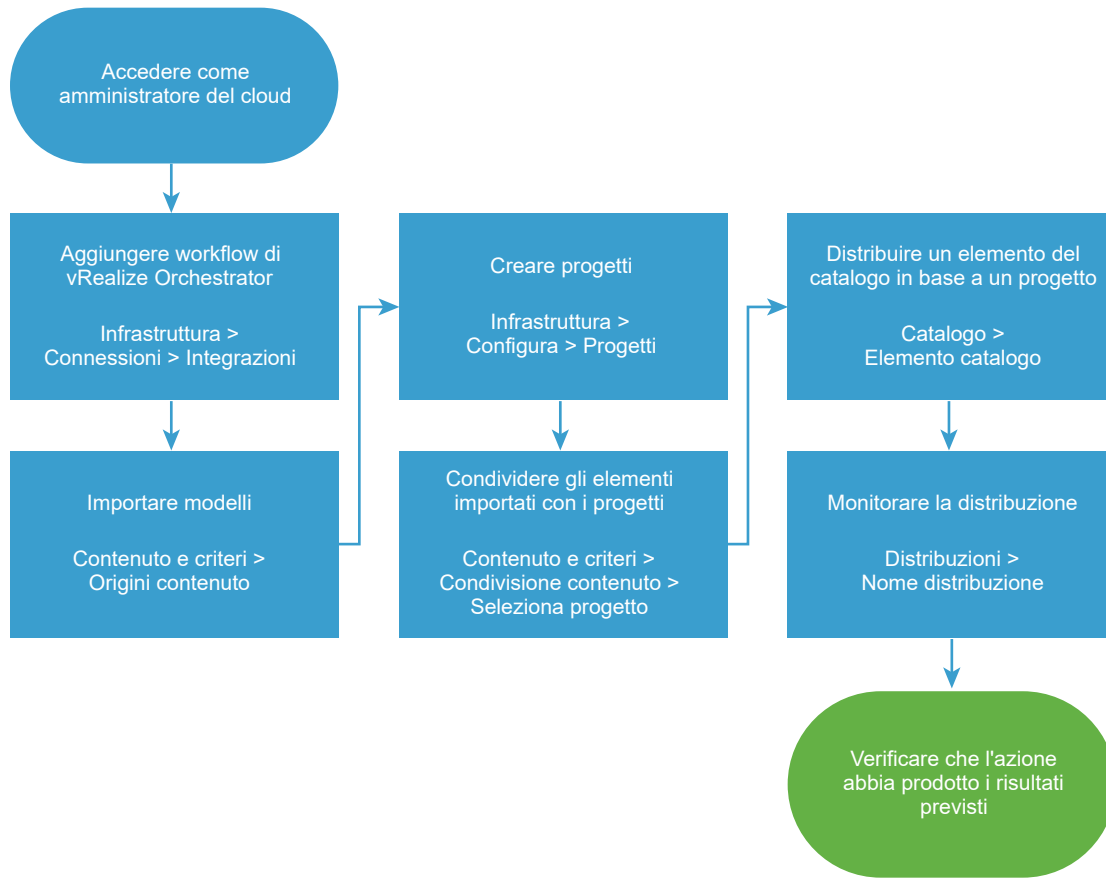 Accedere come
amministratore del cloud
Aggiungere workflow di
vRealize Orchestrator
Infrastruttura >
Connessioni > Integrazioni
Importare modelli
Contenuto e criteri >
Origini contenuto
Creare progetti
Infrastruttura >
Configura > Progetti
Condividere gli elementi
importati con i progetti
Contenuto e criteri >
Condivisione contenuto >
Seleziona progetto
Distribuire un elemento del
catalogo in base a un progetto
Catalogo >
Elemento catalogo
Monitorare la distribuzione
Distribuzioni >
Nome distribuzione
Verificare che l'azione
abbia prodotto i risultati
previsti